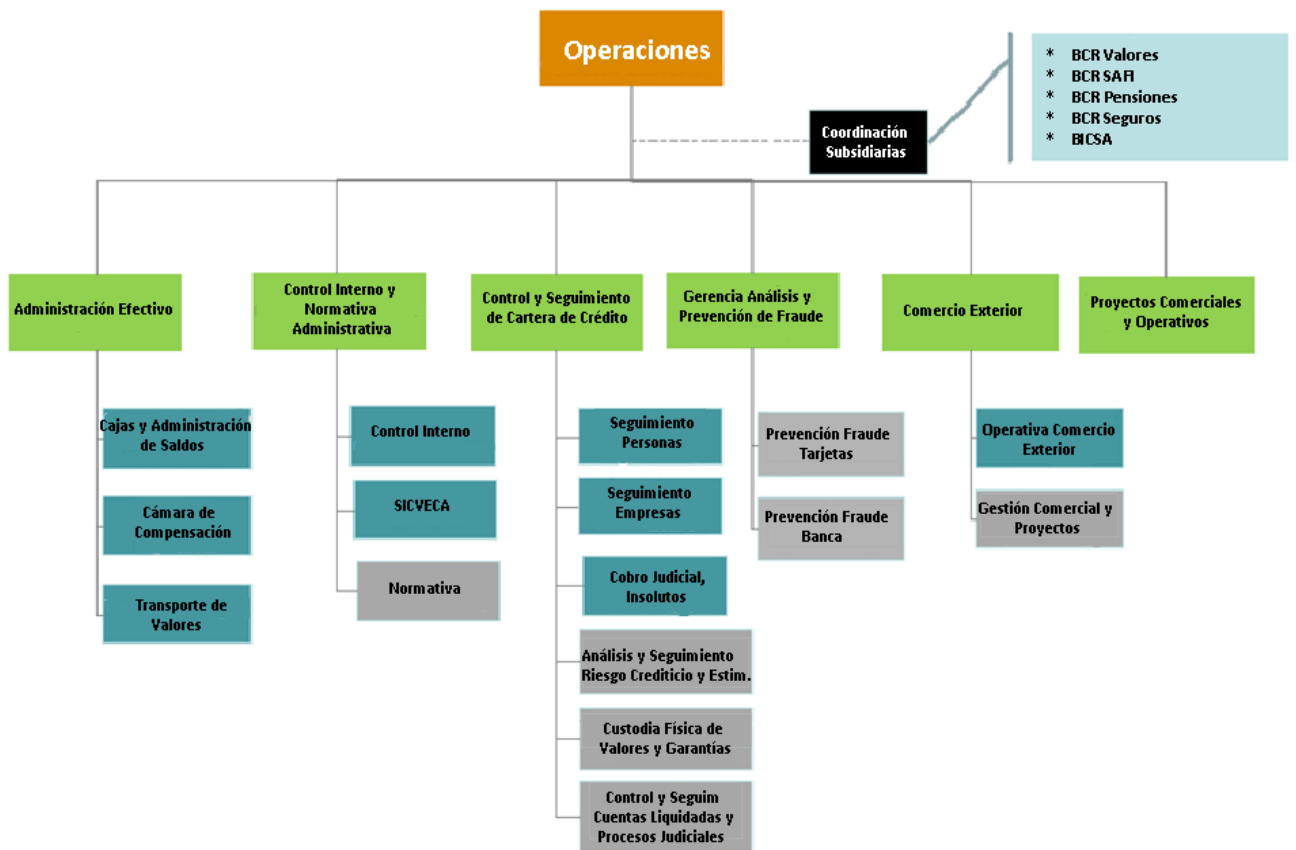 Operaciones
* BCR Valores
* BCR SAFI
* BCR Pensiones
* BCR Seguros
* BICSA
Coordinación
Subsidiarias
Administración Efectivo
Control Interno y
Normativa
Administrativa
Control y Seguimiento
de Cartera de Crédito
Gerencia Análisis y
Prevención de Fraude
Comercio Exterior
Proyectos Comerciales
y Operativos
Cajas y Administración
de Saldos
Cámara de
Compensación
Transporte de
Valores
Control Interno
SICVECA
Normativa
Seguimiento
Personas
Seguimiento
Empresas
Cobro Judicial,
Insolutos
Análisis y Seguimiento
Riesgo Crediticio y Estim.
Custodia Física de
Valores y Garantías
Control y Seguim
Cuentas Liquidadas y
Procesos Judiciales
Prevención Fraude
Tarjetas
Prevención Fraude
Banca
Operativa Comercio
Exterior
Gestión Comercial y
Proyectos